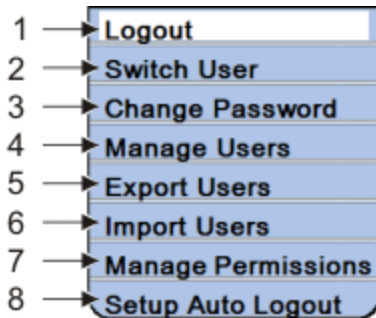 1 Logout
2 Switch User
3 Change Password
4 Manage Users
5 Export Users
6 Import Users
7 Manage Permissions
8 Setup Auto Logout